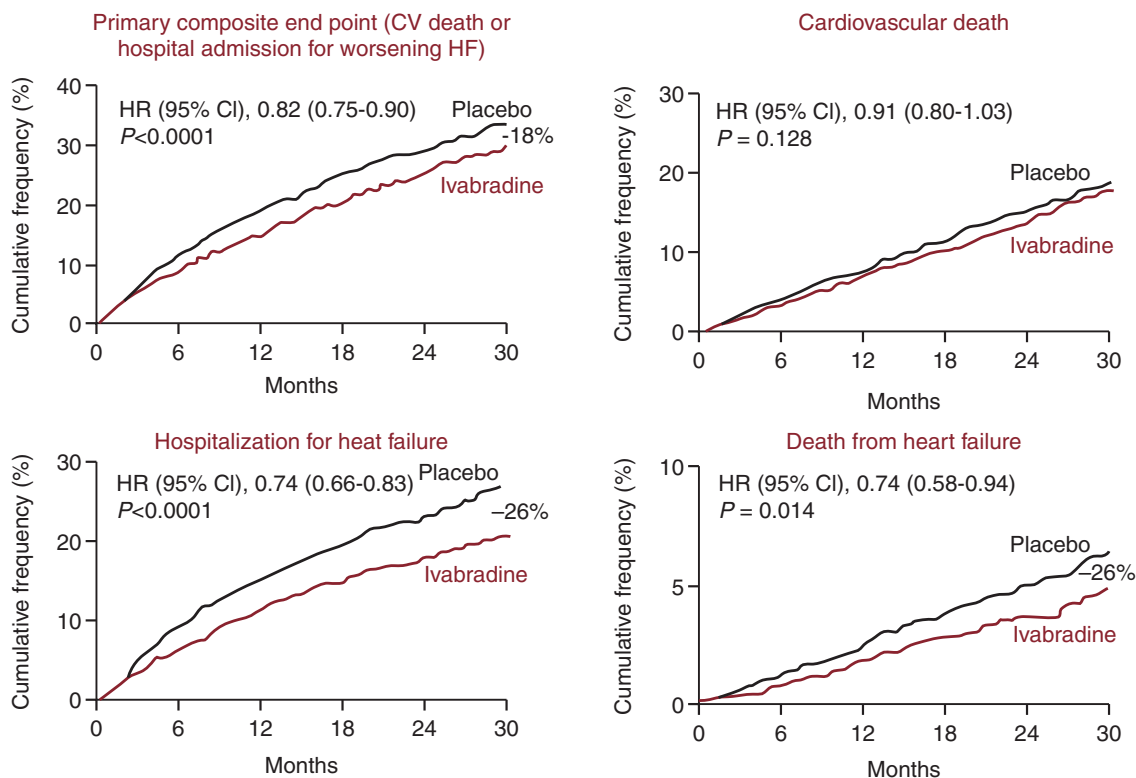 Primary composite end point (CV death or
hospital admission for worsening HF)
Cumulative frequency (%)
40
30
20
10
0
HR (95% CI), 0.82 (0.75-0.90)
P<0.0001
Placebo
-18%
Ivabradine
0 6 12 18 24 30
Months
Cardiovascular death
Cumulative frequency (%)
30
20
10
0
HR (95% CI), 0.91 (0.80-1.03)
P = 0.128
Placebo
Ivabradine
0 6 12 18 24 30
Months
Hospitalization for heat failure
Cumulative frequency (%)
30
20
10
0
HR (95% CI), 0.74 (0.66-0.83)
P<0.0001
Placebo
–26%
Ivabradine
0 6 12 18 24 30
Months
Death from heart failure
Cumulative frequency (%)
10
5
0
HR (95% CI), 0.74 (0.58-0.94)
P = 0.014
Placebo
–26%
Ivabradine
0 6 12 18 24 30
Months